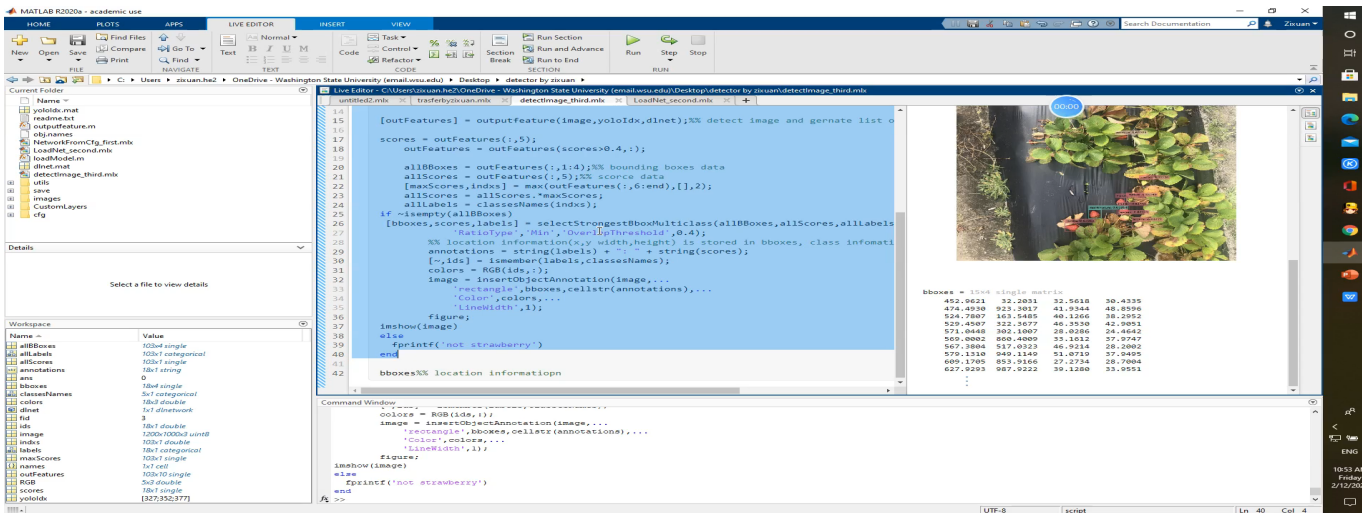 MATLAB R2020a - academic use
HOME PLOTS APPS LIVE EDITOR INSERT VIEW
Search Documentation Zixuan
New Open Save Find Files Compare Print Go To Find Text Normal B I U M Code Task Control Refactor Section Break Run Section Run and Advance Run to End Run Step Stop
FILE NAVIGATE TEXT CODE SECTION RUN
C: Users zixuan.he2 OneDrive - Washington State University (email.wsu.edu) Desktop detector by zixuan
Current Folder
Name
yoloIdx.mat
readme.txt
outputfeature.m
obj.names
NetworkFromCfg_first.mlx
LoadNet_second.mlx
loadModel.m
dlnet.mat
detectImage_third.mlx
utils
save
images
CustomLayers
cfg
Details
Select a file to view details
Workspace
Name Value
allBBoxes 103x4 single
allLabels 103x1 categorical
allScores 103x1 single
annotations 18x1 string
ans 0
bboxes 18x4 single
classesNames 5x1 categorical
colors 18x3 double
dlnet 1x1 dlnetwork
fid 3
ids 18x1 double
image 1200x1000x3 uint8
indxs 103x1 double
labels 18x1 categorical
maxScores 103x1 single
names 1x1 cell
outFeatures 103x10 single
RGB 5x3 double
scores 18x1 single
yoloIdx [327;352;377]
Live Editor - C:\Users\zixuan.he2\OneDrive - Washington State University (email.wsu.edu)\Desktop\detector by zixuan\detectImage_third.mlx
untitled2.mlx trasferbyzixuan.mlx detectImage_third.mlx LoadNet_second.mlx
14
15 [outFeatures] = outputfeature(image,yoloIdx,dlnet);%% detect image and gernate list o
16
17 scores = outFeatures(:,5);
18 outFeatures = outFeatures(scores>0.4,:);
19
20 allBBoxes = outFeatures(:,1:4);%% bounding boxes data
21 allScores = outFeatures(:,5);%% scorce data
22 [maxScores,indxs] = max(outFeatures(:,6:end),[],2);
23 allScores = allScores.*maxScores;
24 allLabels = classesNames(indxs);
25 if ~isempty(allBBoxes)
26 [bboxes,scores,labels] = selectStrongestBboxMulticlass(allBBoxes,allScores,allLabels
27 'RatioType','Min','OverlapThreshold',0.4);
28 %% location information(x,y width,height) is stored in bboxes, class infomati
29 annotations = string(labels) + ": " + string(scores);
30 [~,ids] = ismember(labels,classesNames);
31 colors = RGB(ids,:);
32 image = insertObjectAnnotation(image,...
33 'rectangle',bboxes,cellstr(annotations),...
34 'Color',colors,...
35 'LineWidth',1);
36 figure;
37 imshow(image)
38 else
39 fprintf('not strawberry')
40 end
41
42 bboxes%% location informatiopn
00:00
bboxes = 18×4 single matrix
452.9621 32.2031 32.5618 30.4335
474.4930 923.3017 41.9344 48.8596
524.7807 163.5485 40.1266 38.2952
529.4507 322.3677 46.3530 42.9051
571.0448 302.1007 28.0286 24.4642
569.0002 860.4009 33.1612 37.9747
567.3804 517.0323 46.9214 28.2002
579.1310 949.1149 51.0719 37.9495
609.1705 853.9166 27.2734 28.7004
627.9293 987.9222 39.1280 33.9551
Command Window
colors = RGB(ids,:);
image = insertObjectAnnotation(image,...
'rectangle',bboxes,cellstr(annotations),...
'Color',colors,...
'LineWidth',1);
figure;
imshow(image)
else
fprintf('not strawberry')
end
fx >>
UTF-8 script Ln 40 Col 4
ENG
10:53 AM
Friday
2/12/202